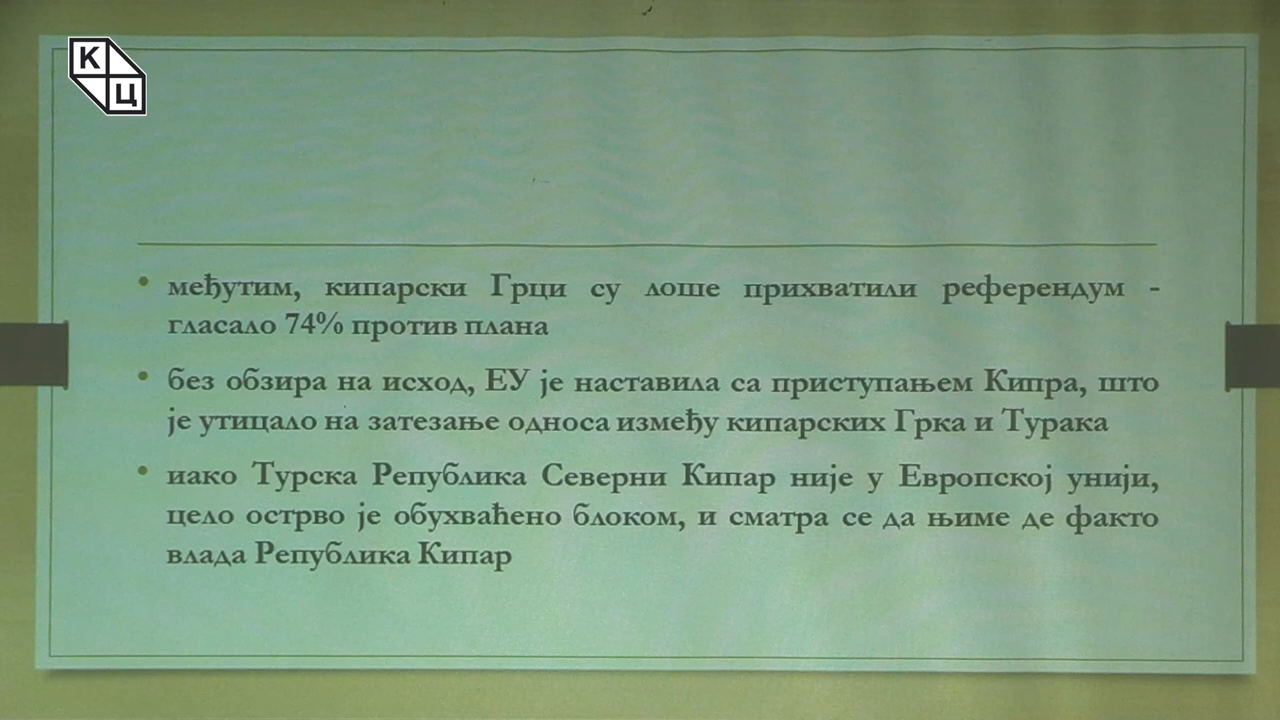 К
Ц
• међутим, кипарски Грци су лоше прихватили референдум -
гласало 74% против плана
• без обзира на исход, ЕУ је наставила са приступањем Кипра, што
је утицало на затезање односа између кипарских Грка и Турака
• иако Турска Република Северни Кипар није у Европској унији,
цело острво је обухваћено блоком, и сматра се да њиме де факто
влада Република Кипар